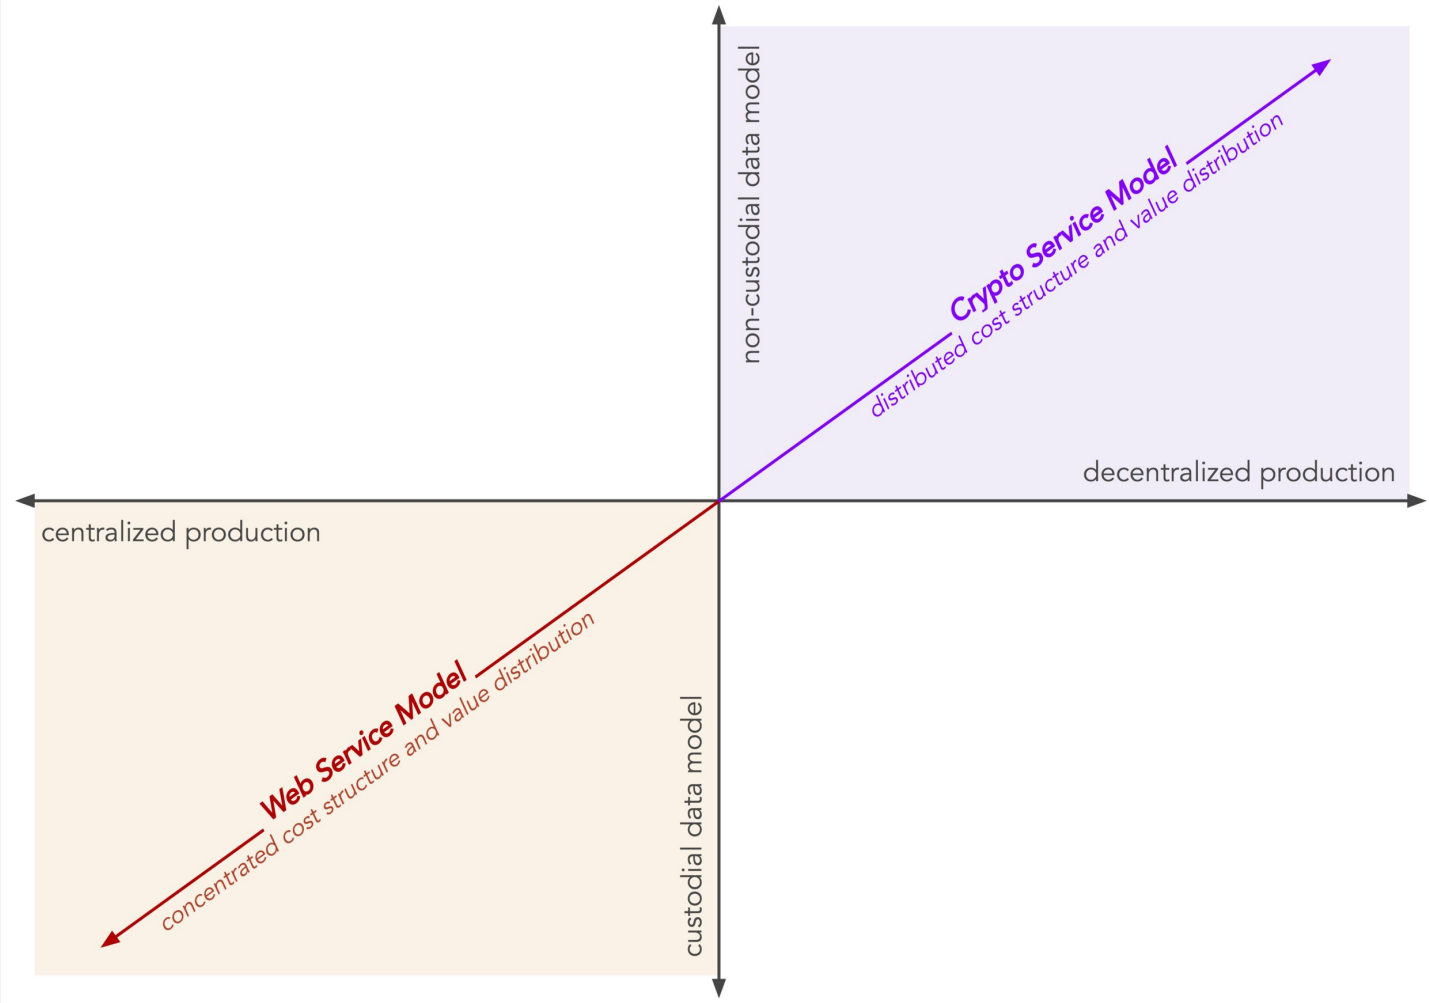 non-custodial data model
Crypto Service Model
distributed cost structure and value distribution
decentralized production
centralized production
Web Service Model
concentrated cost structure and value distribution
custodial data model